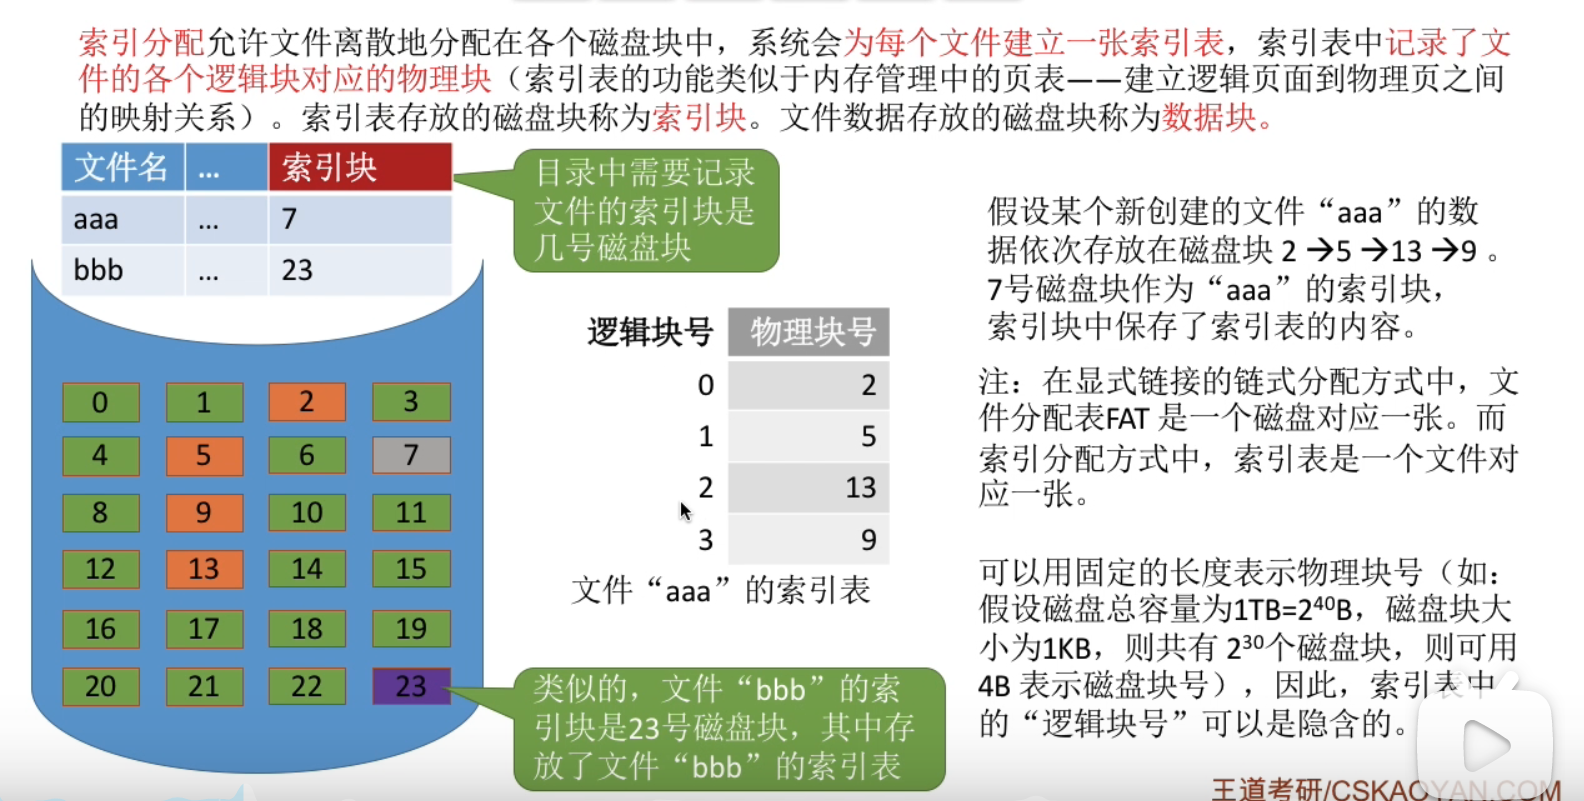 索引分配允许文件离散地分配在各个磁盘块中，系统会为每个文件建立一张索引表，索引表中记录了文
件的各个逻辑块对应的物理块（索引表的功能类似于内存管理中的页表——建立逻辑页面到物理页之间
的映射关系）。索引表存放的磁盘块称为索引块。文件数据存放的磁盘块称为数据块。
文件名 ... 索引块
aaa ... 7
bbb ... 23
目录中需要记录
文件的索引块是
几号磁盘块
0 1 2 3
4 5 6 7
8 9 10 11
12 13 14 15
16 17 18 19
20 21 22 23
逻辑块号 物理块号
0 2
1 5
2 13
3 9
文件“aaa”的索引表
类似的，文件“bbb”的索
引块是23号磁盘块，其中存
放了文件“bbb”的索引表
假设某个新创建的文件“aaa”的数
据依次存放在磁盘块 2 →5 →13 →9 。
7号磁盘块作为“aaa”的索引块，
索引块中保存了索引表的内容。
注：在显式链接的链式分配方式中，文
件分配表FAT 是一个磁盘对应一张。而
索引分配方式中，索引表是一个文件对
应一张。
可以用固定的长度表示物理块号（如：
假设磁盘总容量为1TB=2⁴⁰B，磁盘块大
小为1KB，则共有 2³⁰个磁盘块，则可用
4B 表示磁盘块号），因此，索引表中
的“逻辑块号”可以是隐含的。
王道考研/CSKAOYAN.COM